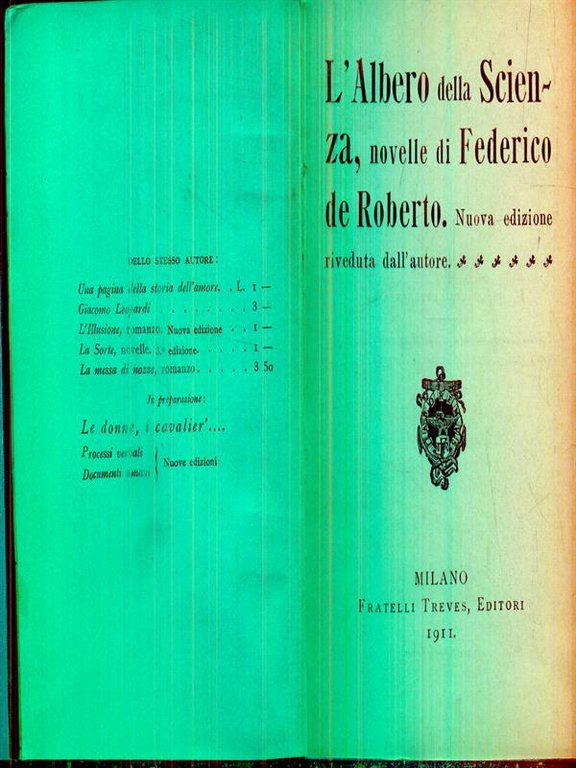 DELLO STESSO AUTORE:
Una pagina della storia dell'amore. . L. 1 —
Giacomo Leopardi . . . . . . . . 3 —
L'Illusione, romanzo. Nuova edizione . . 1 —
La Sorte, novelle. 3.ª edizione. . . . . . 1 —
La messa di nozze, romanzo. . . . . . 3 50
In preparazione:
Le donne, i cavalier'....
Processi verbali
Documenti umani
Nuove edizioni
L'Albero della Scien-
za, novelle di Federico
de Roberto. Nuova edizione
riveduta dall'autore.
MILANO
FRATELLI TREVES, EDITORI
1911.